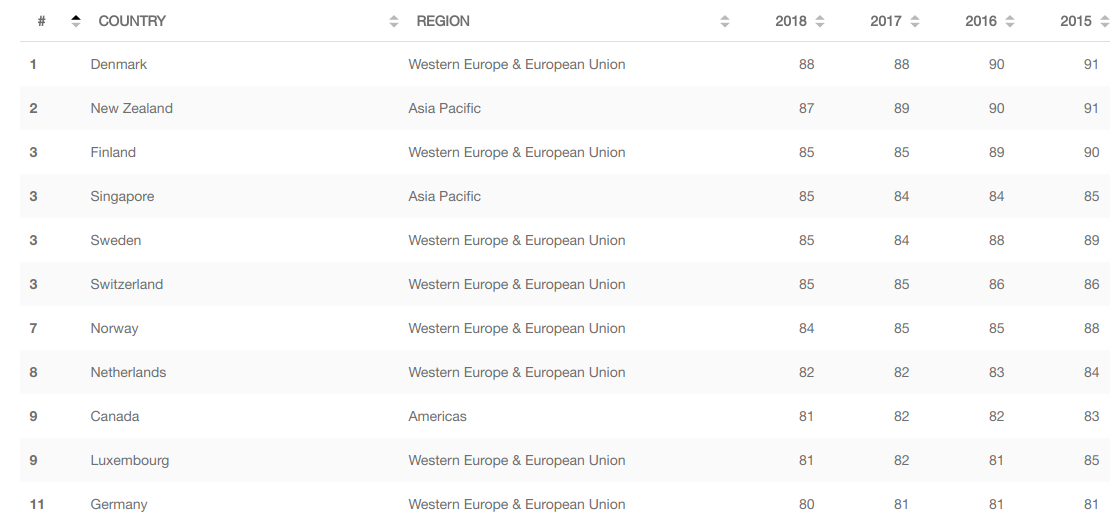 # COUNTRY REGION 2018 2017 2016 2015
1 Denmark Western Europe & European Union 88 88 90 91
2 New Zealand Asia Pacific 87 89 90 91
3 Finland Western Europe & European Union 85 85 89 90
3 Singapore Asia Pacific 85 84 84 85
3 Sweden Western Europe & European Union 85 84 88 89
3 Switzerland Western Europe & European Union 85 85 86 86
7 Norway Western Europe & European Union 84 85 85 88
8 Netherlands Western Europe & European Union 82 82 83 84
9 Canada Americas 81 82 82 83
9 Luxembourg Western Europe & European Union 81 82 81 85
11 Germany Western Europe & European Union 80 81 81 81